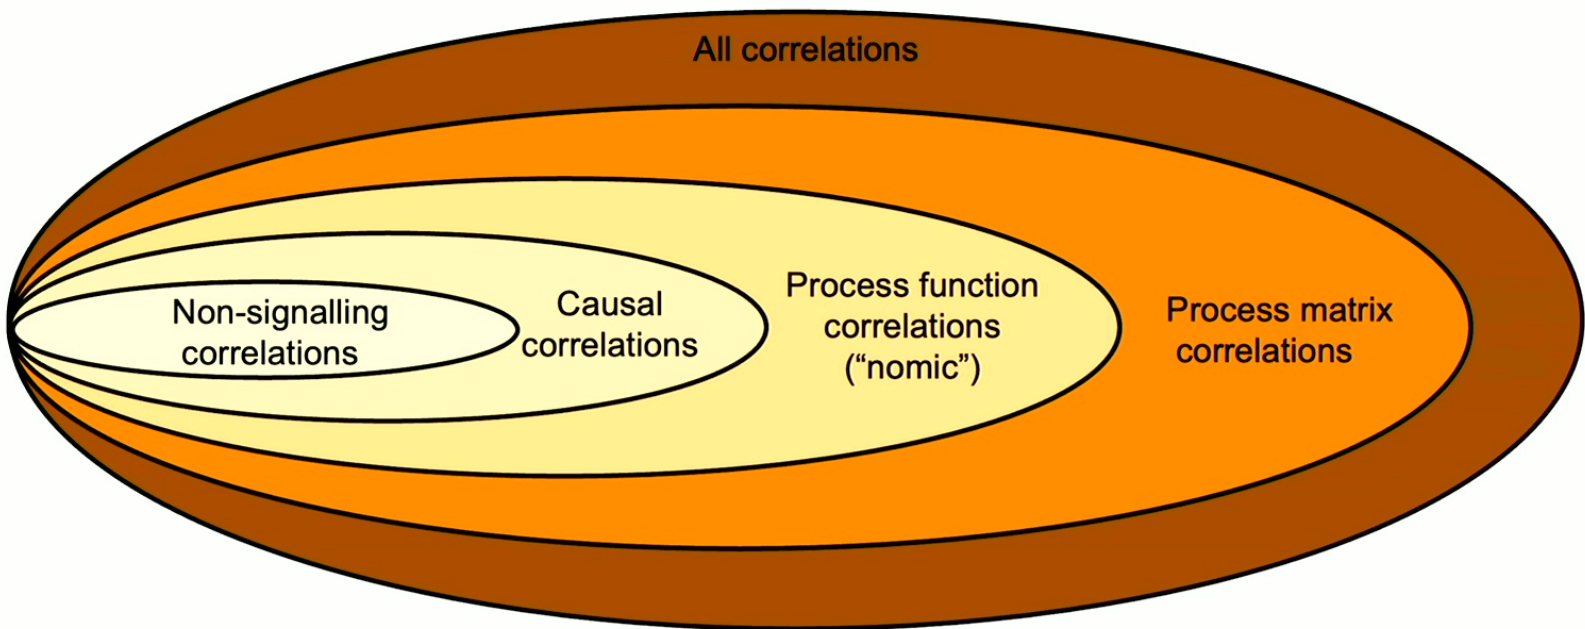 All correlations
Non-signalling
correlations
Causal
correlations
Process function
correlations
(“nomic”)
Process matrix
correlations